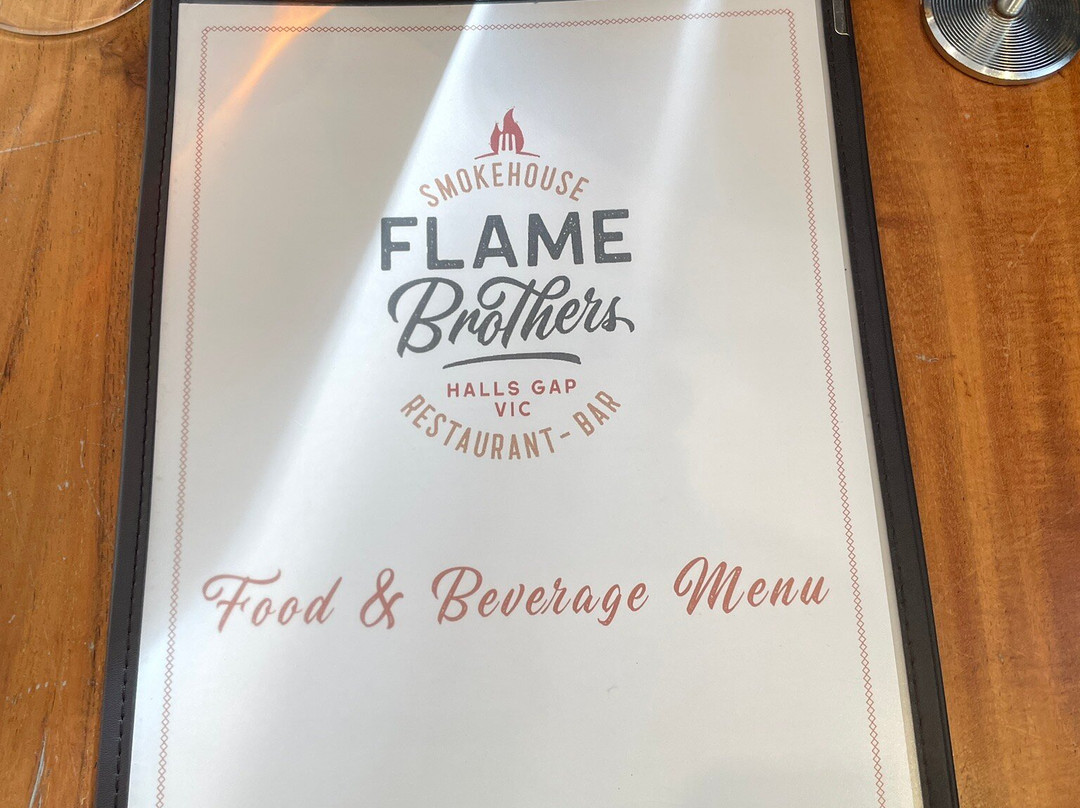 SMOKEHOUSE
FLAME
Brothers
HALLS GAP
VIC
RESTAURANT - BAR
Food & Beverage Menu